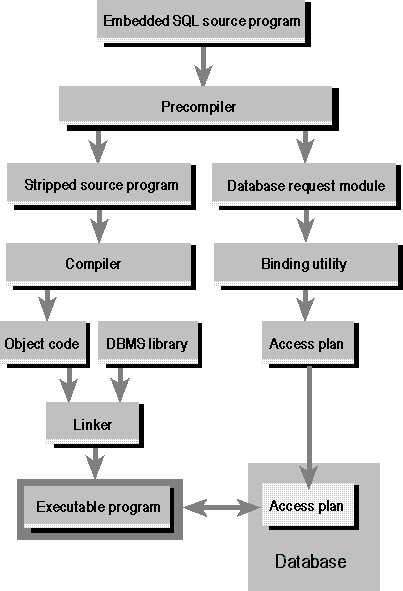 Embedded SQL source program
Precompiler
Stripped source program
Database request module
Compiler
Binding utility
Object code
DBMS library
Access plan
Linker
Executable program
Access plan
Database